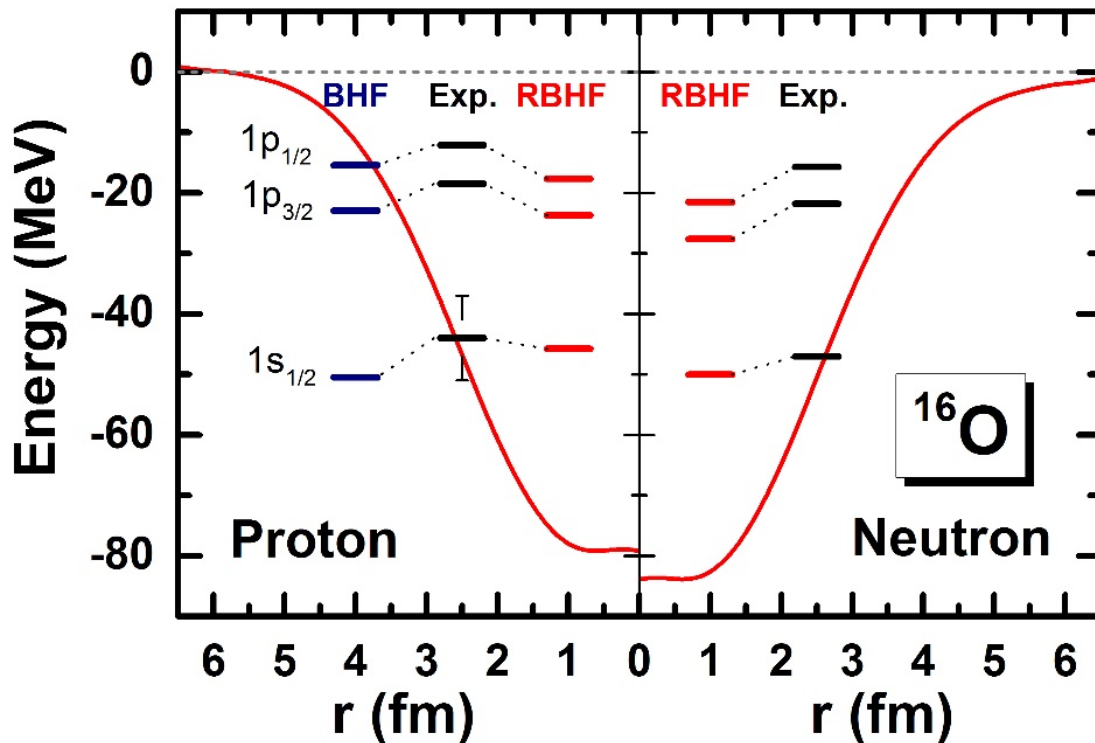 Energy (MeV)
0
-20
-40
-60
-80
BHF Exp. RBHF
RBHF Exp.
1p1/2
1p3/2
1s1/2
16O
Proton
Neutron
6 5 4 3 2 1 0 1 2 3 4 5 6
r (fm)
r (fm)